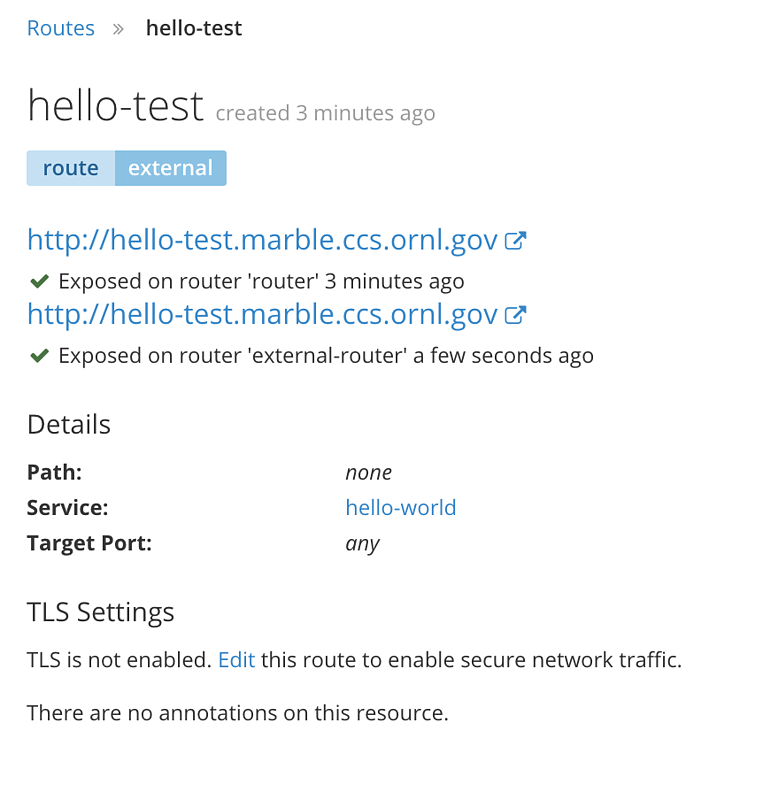 Routes » hello-test
hello-test created 3 minutes ago
route external
http://hello-test.marble.ccs.ornl.gov
Exposed on router 'router' 3 minutes ago
http://hello-test.marble.ccs.ornl.gov
Exposed on router 'external-router' a few seconds ago
Details
Path: none
Service: hello-world
Target Port: any
TLS Settings
TLS is not enabled. Edit this route to enable secure network traffic.
There are no annotations on this resource.